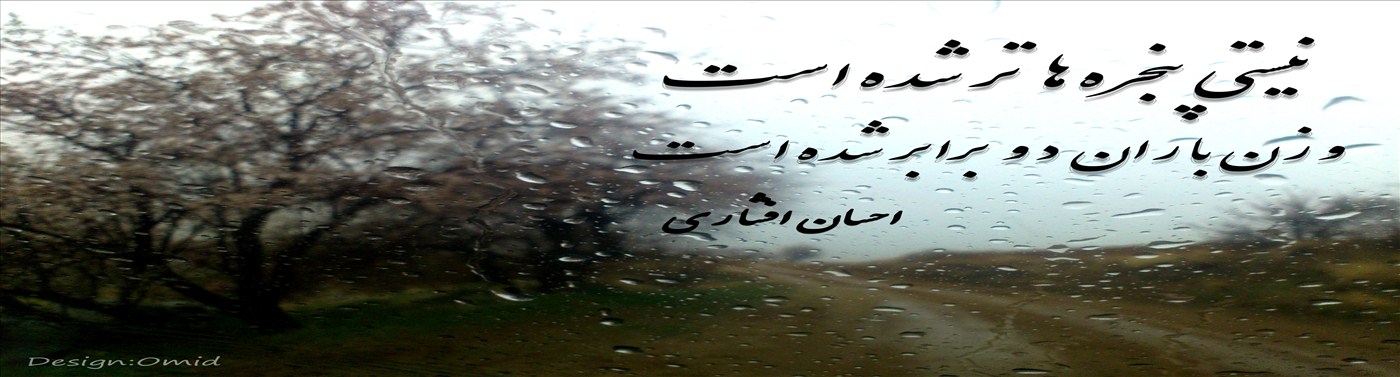 نیستی پنجره ها تر شده است
وزن باران دو برابر شده است
احسان افشاری
Design:Omid